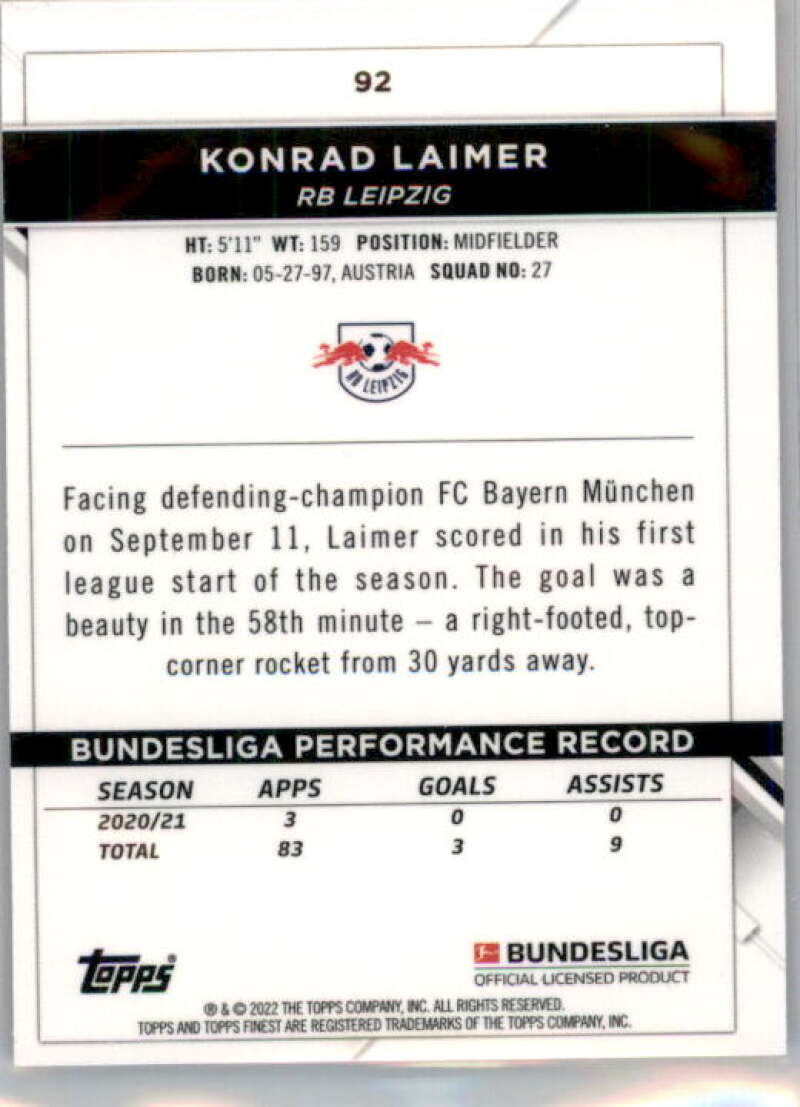 92
KONRAD LAIMER
RB LEIPZIG
HT: 5'11" WT: 159 POSITION: MIDFIELDER
BORN: 05-27-97, AUSTRIA SQUAD NO: 27
RB LEIPZIG
Facing defending-champion FC Bayern München
on September 11, Laimer scored in his first
league start of the season. The goal was a
beauty in the 58th minute – a right-footed, top-
corner rocket from 30 yards away.
BUNDESLIGA PERFORMANCE RECORD
SEASON APPS GOALS ASSISTS
2020/21 3 0 0
TOTAL 83 3 9
Topps® BUNDESLIGA
OFFICIAL LICENSED PRODUCT
® & © 2022 THE TOPPS COMPANY, INC. ALL RIGHTS RESERVED.
TOPPS AND TOPPS FINEST ARE REGISTERED TRADEMARKS OF THE TOPPS COMPANY, INC.